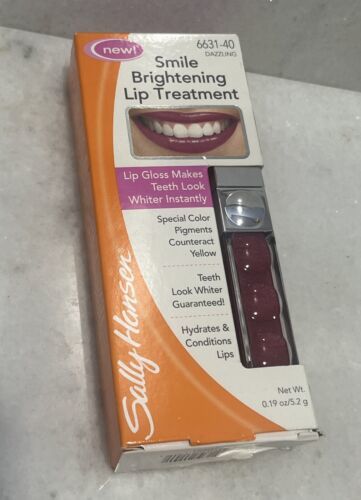 new!
6631-40
DAZZLING
Smile
Brightening
Lip Treatment
Lip Gloss Makes
Teeth Look
Whiter Instantly
Special Color
Pigments
Counteract
Yellow
Teeth
Look Whiter
Guaranteed!
Hydrates &
Conditions
Lips
Sally Hansen
Net Wt.
0.19 oz/5.2 g